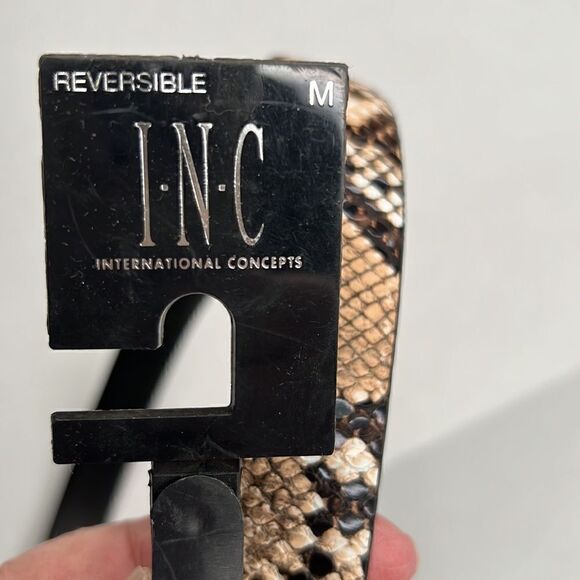 REVERSIBLE M
I·N·C
INTERNATIONAL CONCEPTS